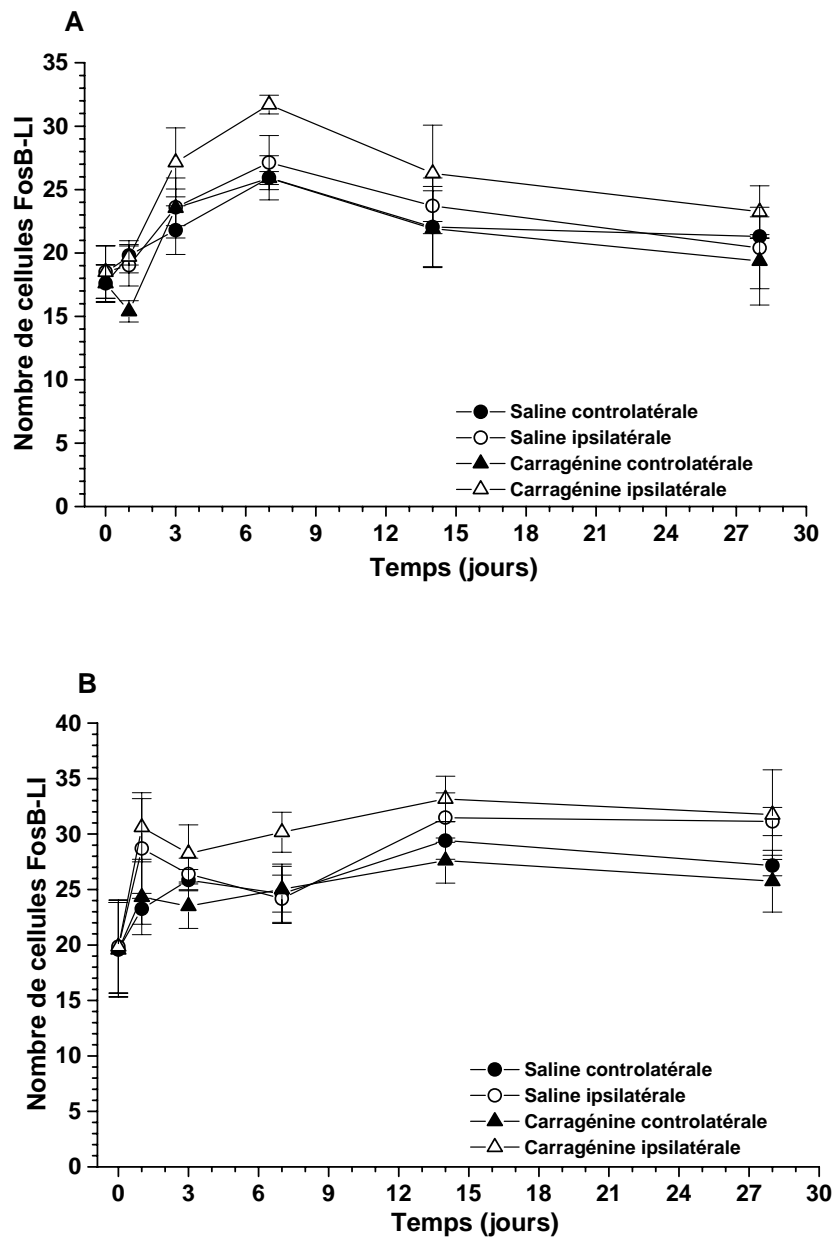 A
Nombre de cellules FosB-LI
35
30
25
20
15
10
5
0
Saline controlatérale
Saline ipsilatérale
Carragénine controlatérale
Carragénine ipsilatérale
0 3 6 9 12 15 18 21 24 27 30
Temps (jours)
B
Nombre de cellules FosB-LI
40
35
30
25
20
15
10
5
0
Saline controlatérale
Saline ipsilatérale
Carragénine controlatérale
Carragénine ipsilatérale
0 3 6 9 12 15 18 21 24 27 30
Temps (jours)